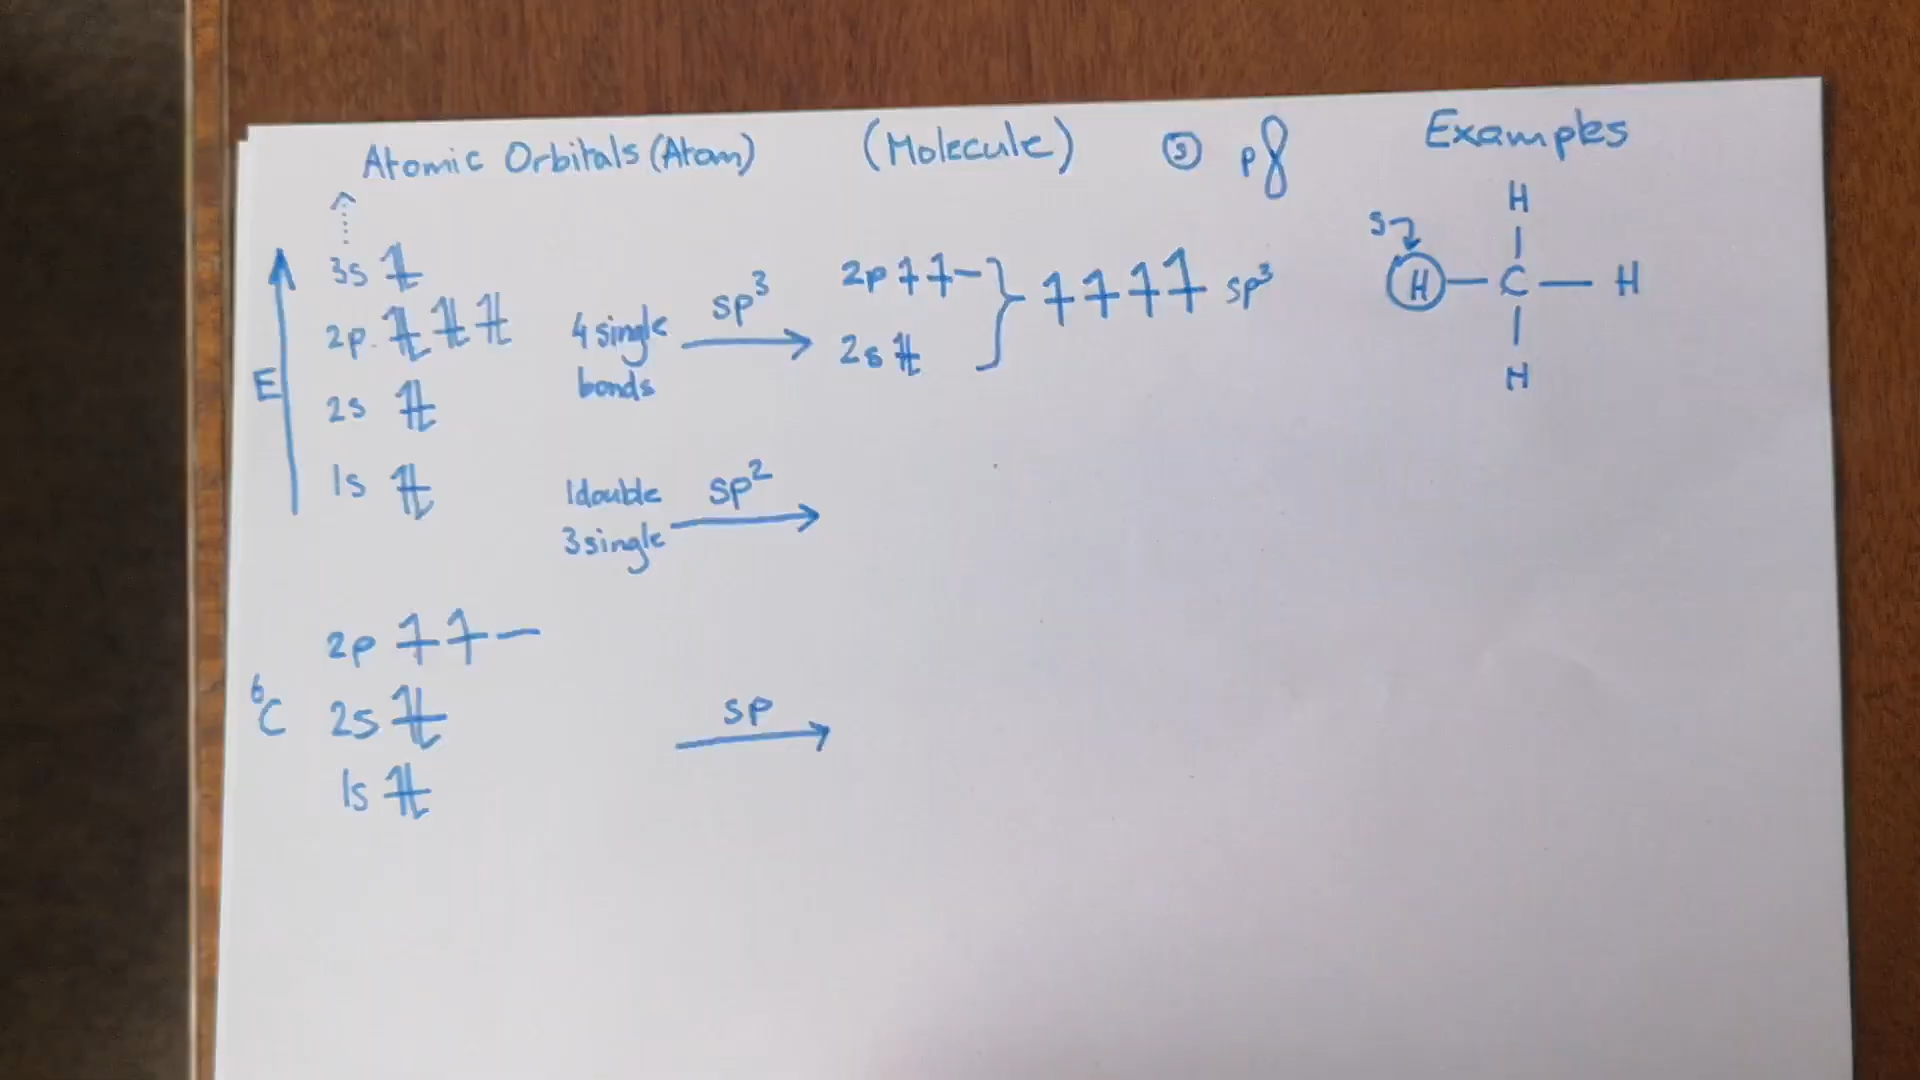 Atomic Orbitals (Atom) (Molecule) s p Examples
3s
2p
2s
1s
E
4 single
bonds
sp³
2p
2s
sp³
H
s
H — C — H
H
1double
3single
sp²
2p
⁶C 2s
1s
sp